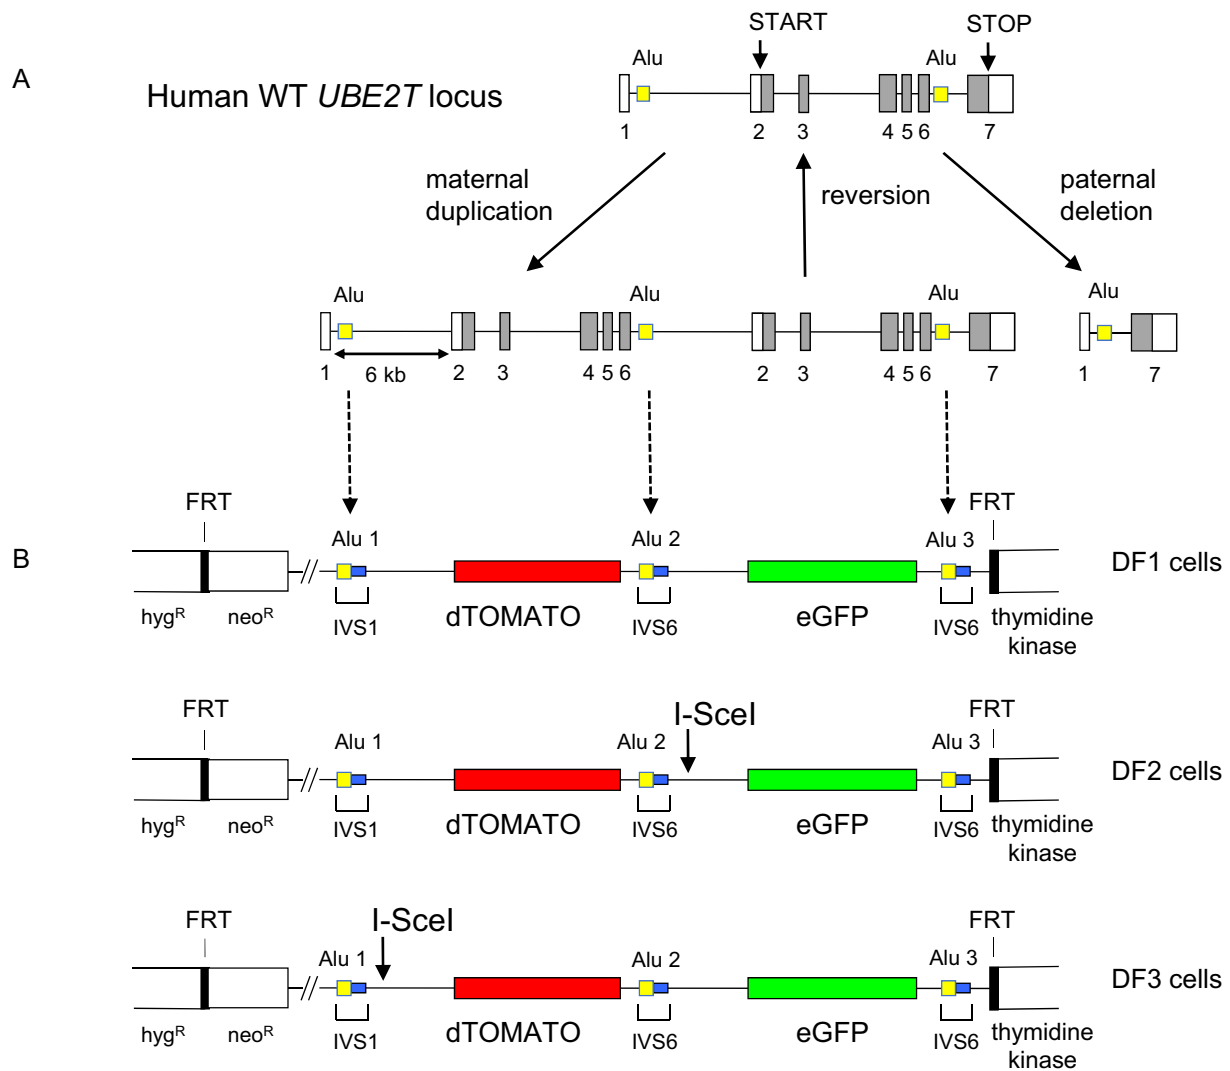 A
Human WT UBE2T locus
START
STOP
Alu
Alu
1
2
3
4
5
6
7
maternal
duplication
reversion
paternal
deletion
Alu
Alu
Alu
Alu
6 kb
1
2
3
4
5
6
2
3
4
5
6
7
1
7
B
FRT
FRT
Alu 1
Alu 2
Alu 3
DF1 cells
hygR
neoR
IVS1
dTOMATO
IVS6
eGFP
IVS6
thymidine
kinase
FRT
I-SceI
FRT
Alu 1
Alu 2
Alu 3
DF2 cells
hygR
neoR
IVS1
dTOMATO
IVS6
eGFP
IVS6
thymidine
kinase
FRT
I-SceI
FRT
Alu 1
Alu 2
Alu 3
DF3 cells
hygR
neoR
IVS1
dTOMATO
IVS6
eGFP
IVS6
thymidine
kinase